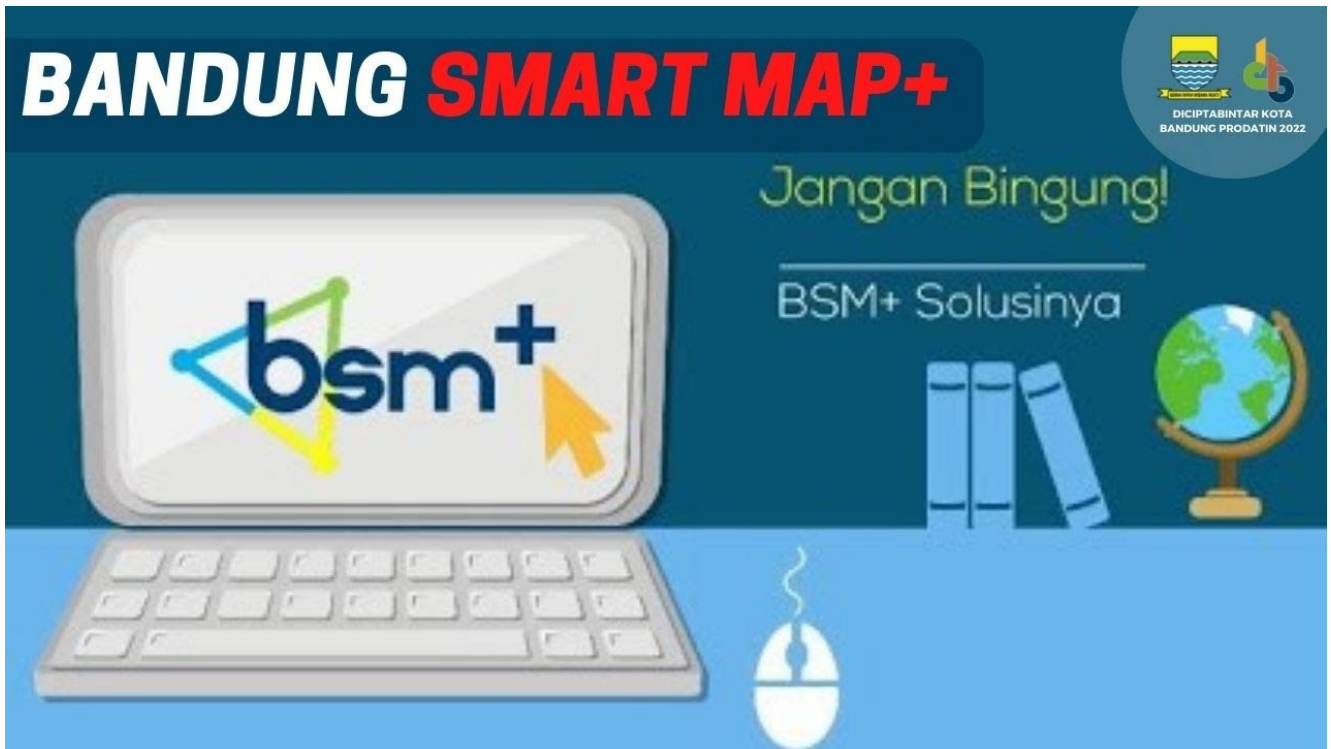 BANDUNG SMART MAP+
DICIPTABINTAR KOTA
BANDUNG PRODATIN 2022
Jangan Bingung!
BSM+ Solusinya
bsm+